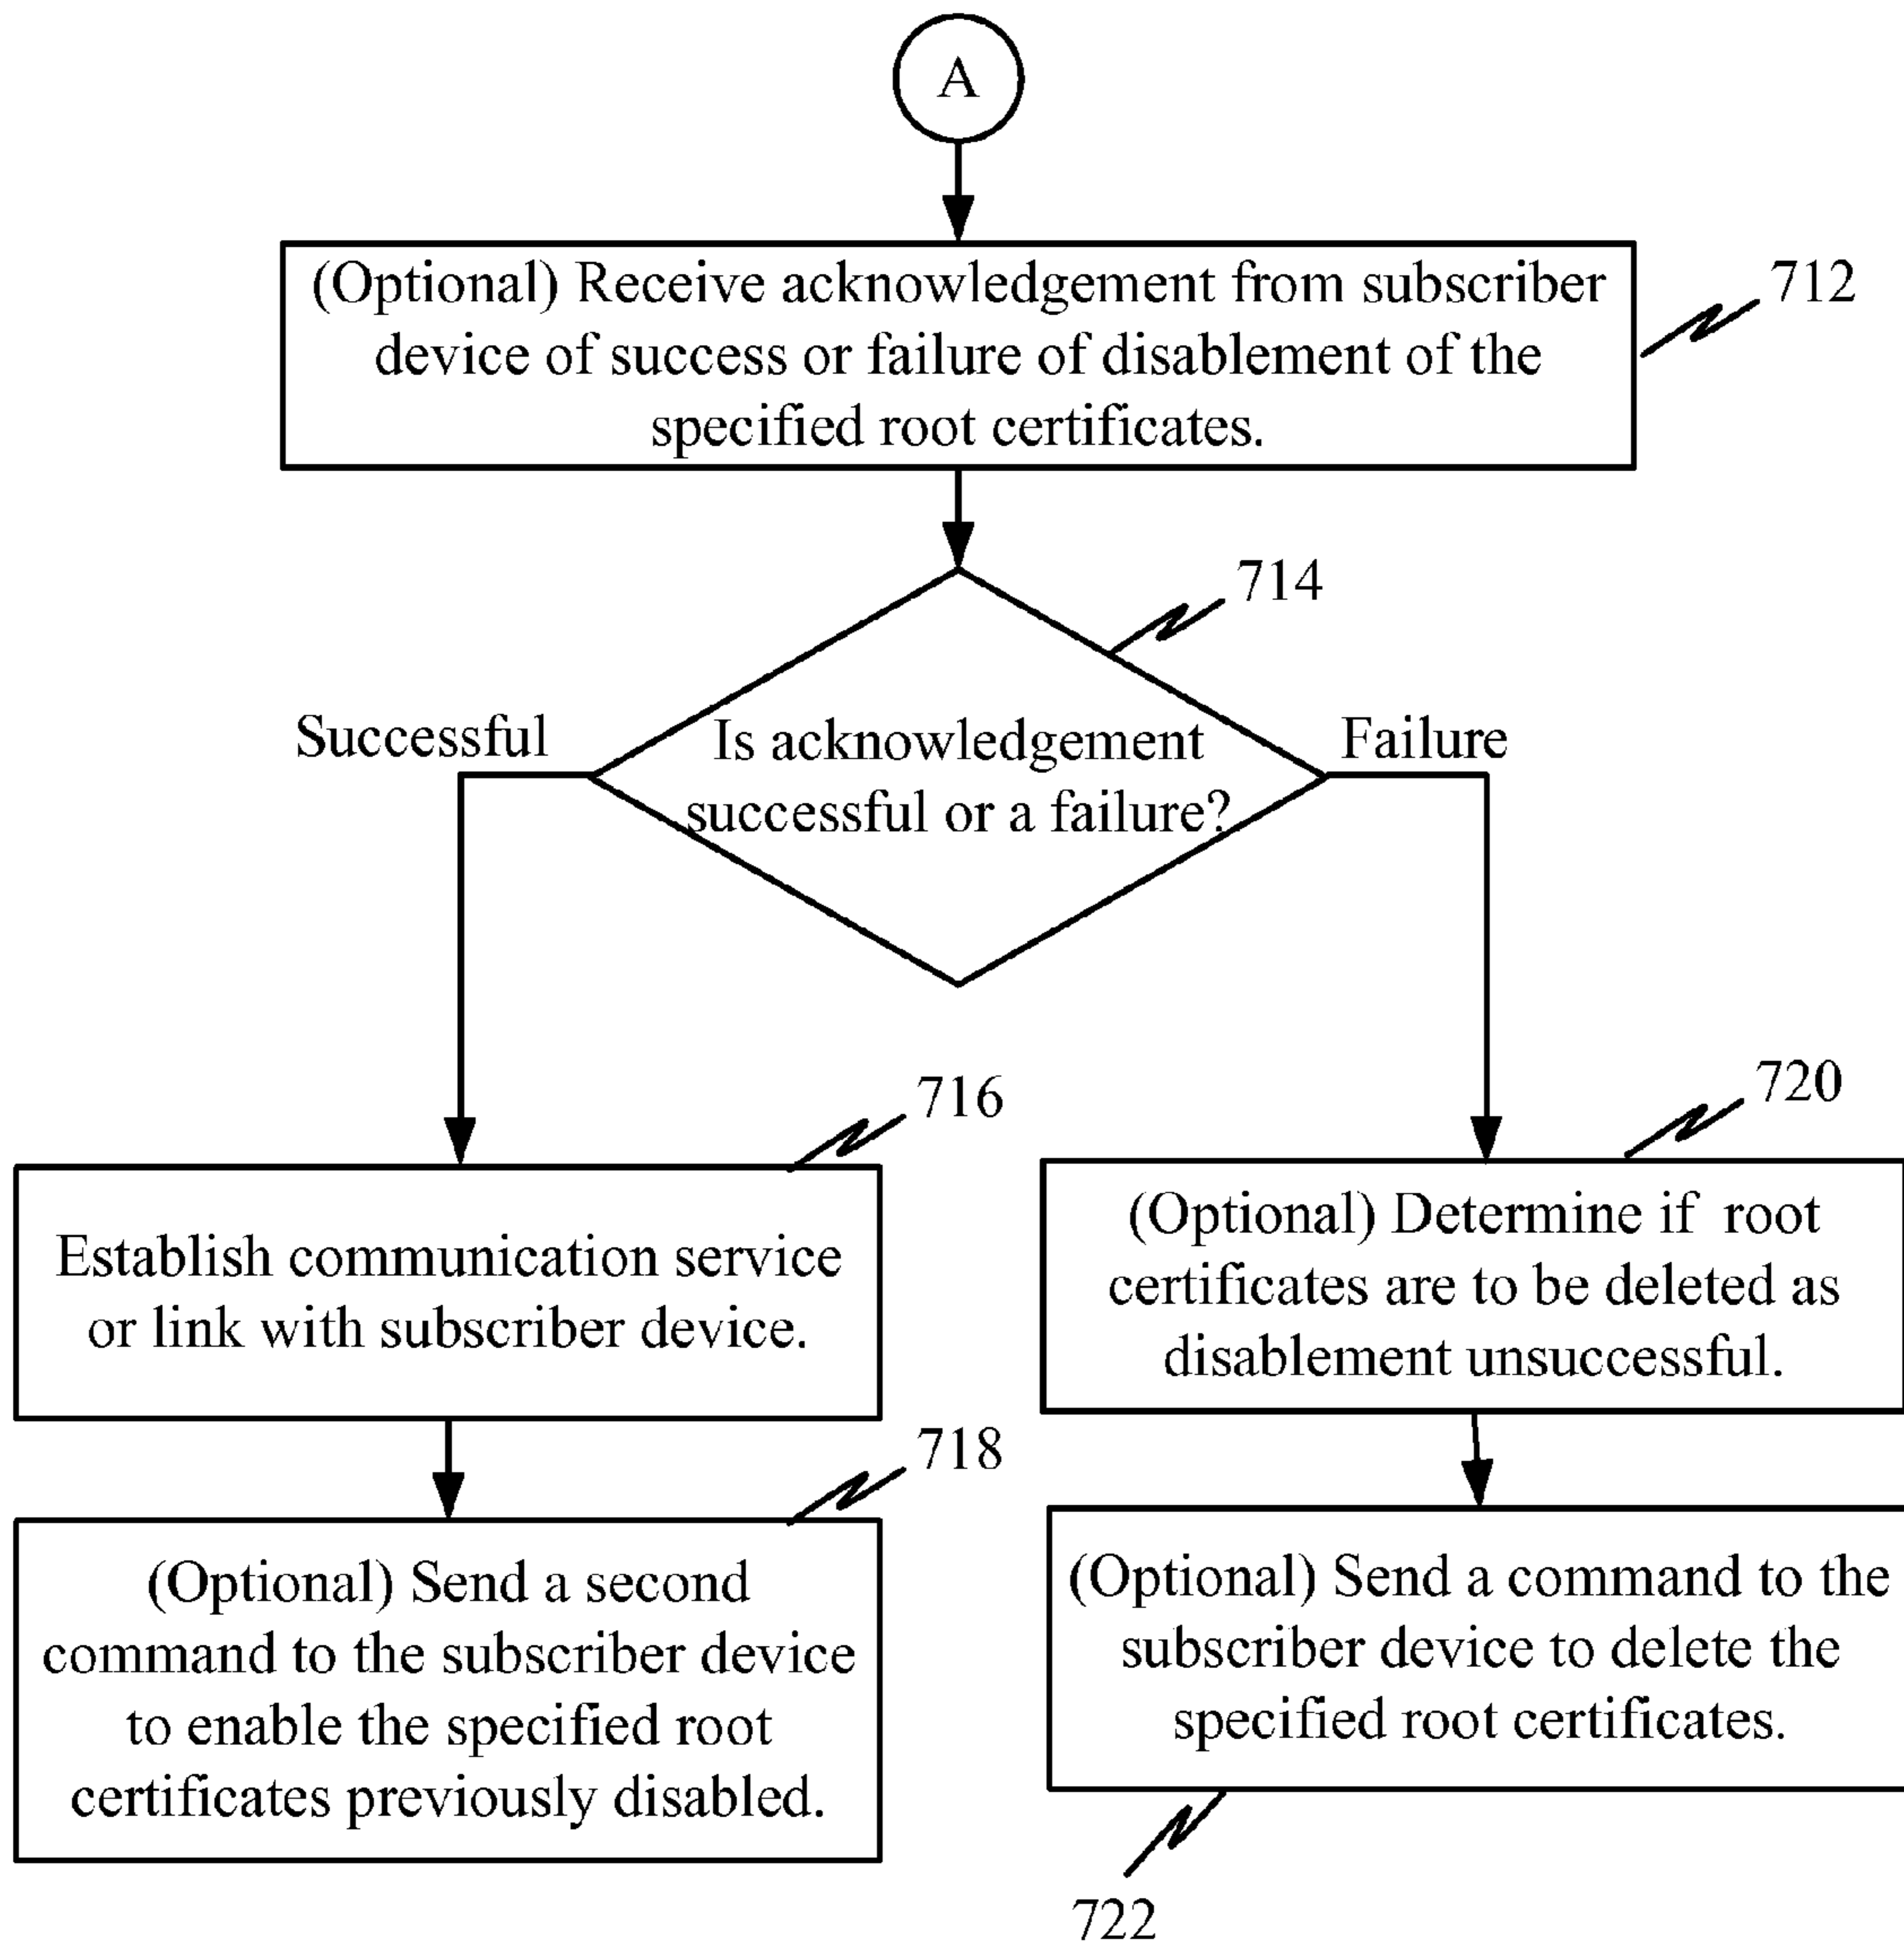 A
(Optional) Receive acknowledgement from subscriber
device of success or failure of disablement of the
specified root certificates.
712
714
Successful
Is acknowledgement
successful or a failure?
Failure
716
Establish communication service
or link with subscriber device.
720
(Optional) Determine if root
certificates are to be deleted as
disablement unsuccessful.
718
(Optional) Send a second
command to the subscriber device
to enable the specified root
certificates previously disabled.
(Optional) Send a command to the
subscriber device to delete the
specified root certificates.
722